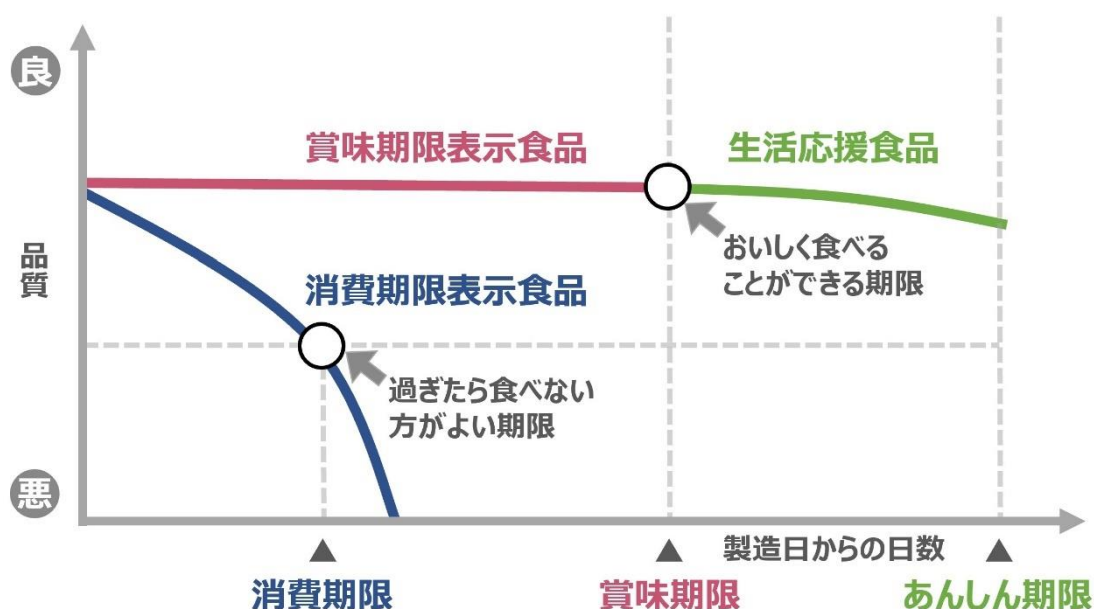 良
賞味期限表示食品
生活応援食品
品質
おいしく食べる
ことができる期限
消費期限表示食品
過ぎたら食べない
方がよい期限
悪
製造日からの日数
消費期限
賞味期限
あんしん期限